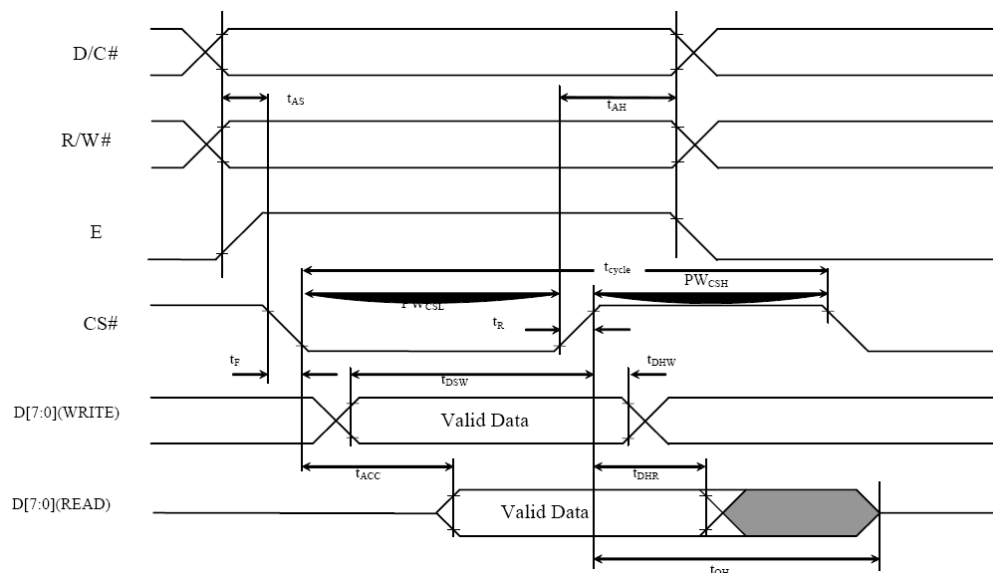 D/C#
tAS
tAH
R/W#
E
tcycle
PWCSL
PWCSH
CS#
tR
tF
tDSW
tDHW
D[7:0](WRITE)
Valid Data
tACC
tDHR
D[7:0](READ)
Valid Data
tOH